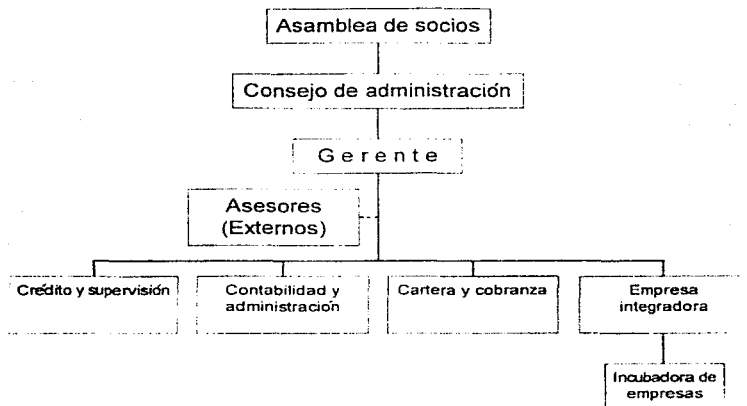 Asamblea de socios
Consejo de administración
G e r e n t e
Asesores
(Externos)
Crédito y supervisión
Contabilidad y
administración
Cartera y cobranza
Empresa
integradora
Incubadora de
empresas